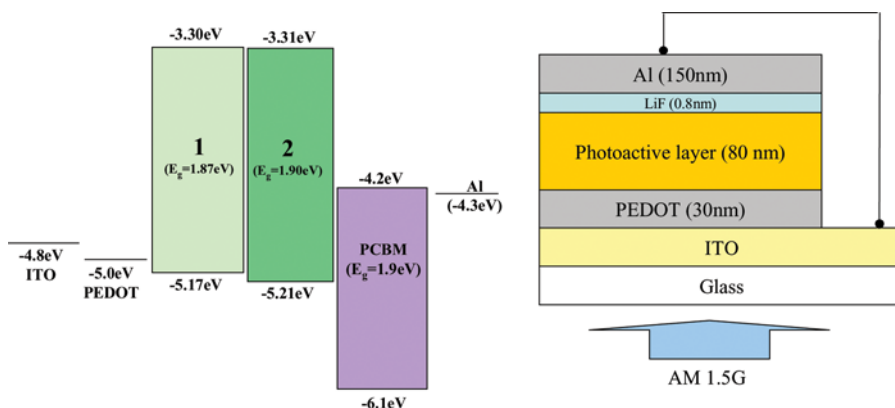 -3.30eV
-3.31eV
1
(Eg=1.87eV)
2
(Eg=1.90eV)
-4.2eV
Al
(-4.3eV)
-4.8eV
ITO
-5.0eV
PEDOT
-5.17eV
-5.21eV
PCBM
(Eg=1.9eV)
-6.1eV
Al (150nm)
LiF (0.8nm)
Photoactive layer (80 nm)
PEDOT (30nm)
ITO
Glass
AM 1.5G